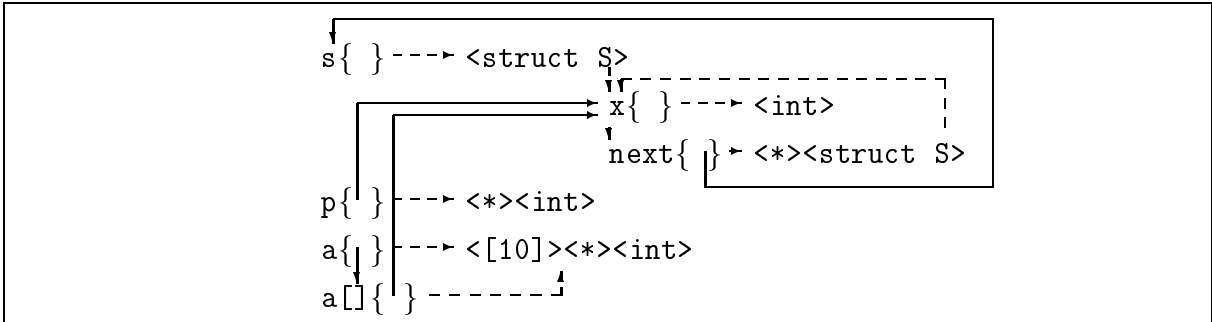 s{ } <struct S>
x{ } <int>
next{ } <*><struct S>
p{ } <*><int>
a{ } <[10]><*><int>
a[]{ }